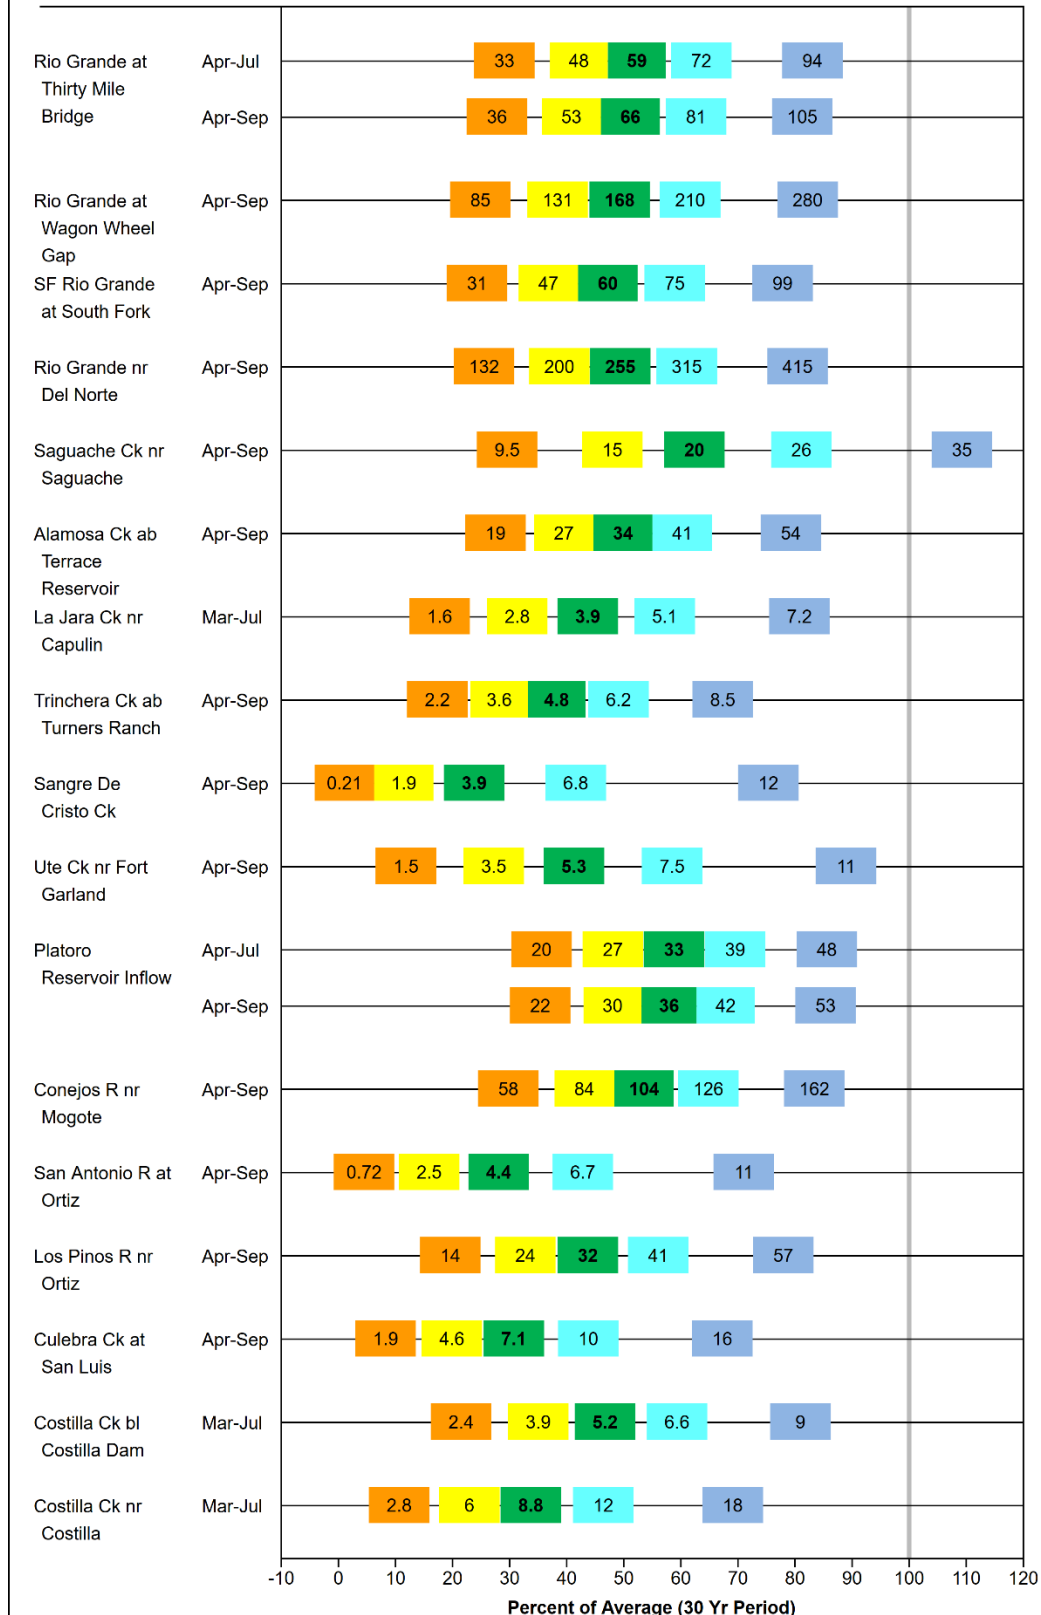 Rio Grande at Apr-Jul 33 48 59 72 94
Thirty Mile
Bridge Apr-Sep 36 53 66 81 105
Rio Grande at Apr-Sep 85 131 168 210 280
Wagon Wheel
Gap
SF Rio Grande Apr-Sep 31 47 60 75 99
at South Fork
Rio Grande nr Apr-Sep 132 200 255 315 415
Del Norte
Saguache Ck nr Apr-Sep 9.5 15 20 26 35
Saguache
Alamosa Ck ab Apr-Sep 19 27 34 41 54
Terrace
Reservoir
La Jara Ck nr Mar-Jul 1.6 2.8 3.9 5.1 7.2
Capulin
Trinchera Ck ab Apr-Sep 2.2 3.6 4.8 6.2 8.5
Turners Ranch
Sangre De Apr-Sep 0.21 1.9 3.9 6.8 12
Cristo Ck
Ute Ck nr Fort Apr-Sep 1.5 3.5 5.3 7.5 11
Garland
Platoro Apr-Jul 20 27 33 39 48
Reservoir Inflow
Apr-Sep 22 30 36 42 53
Conejos R nr Apr-Sep 58 84 104 126 162
Mogote
San Antonio R at Apr-Sep 0.72 2.5 4.4 6.7 11
Ortiz
Los Pinos R nr Apr-Sep 14 24 32 41 57
Ortiz
Culebra Ck at Apr-Sep 1.9 4.6 7.1 10 16
San Luis
Costilla Ck bl Mar-Jul 2.4 3.9 5.2 6.6 9
Costilla Dam
Costilla Ck nr Mar-Jul 2.8 6 8.8 12 18
Costilla
-10 0 10 20 30 40 50 60 70 80 90 100 110 120
Percent of Average (30 Yr Period)